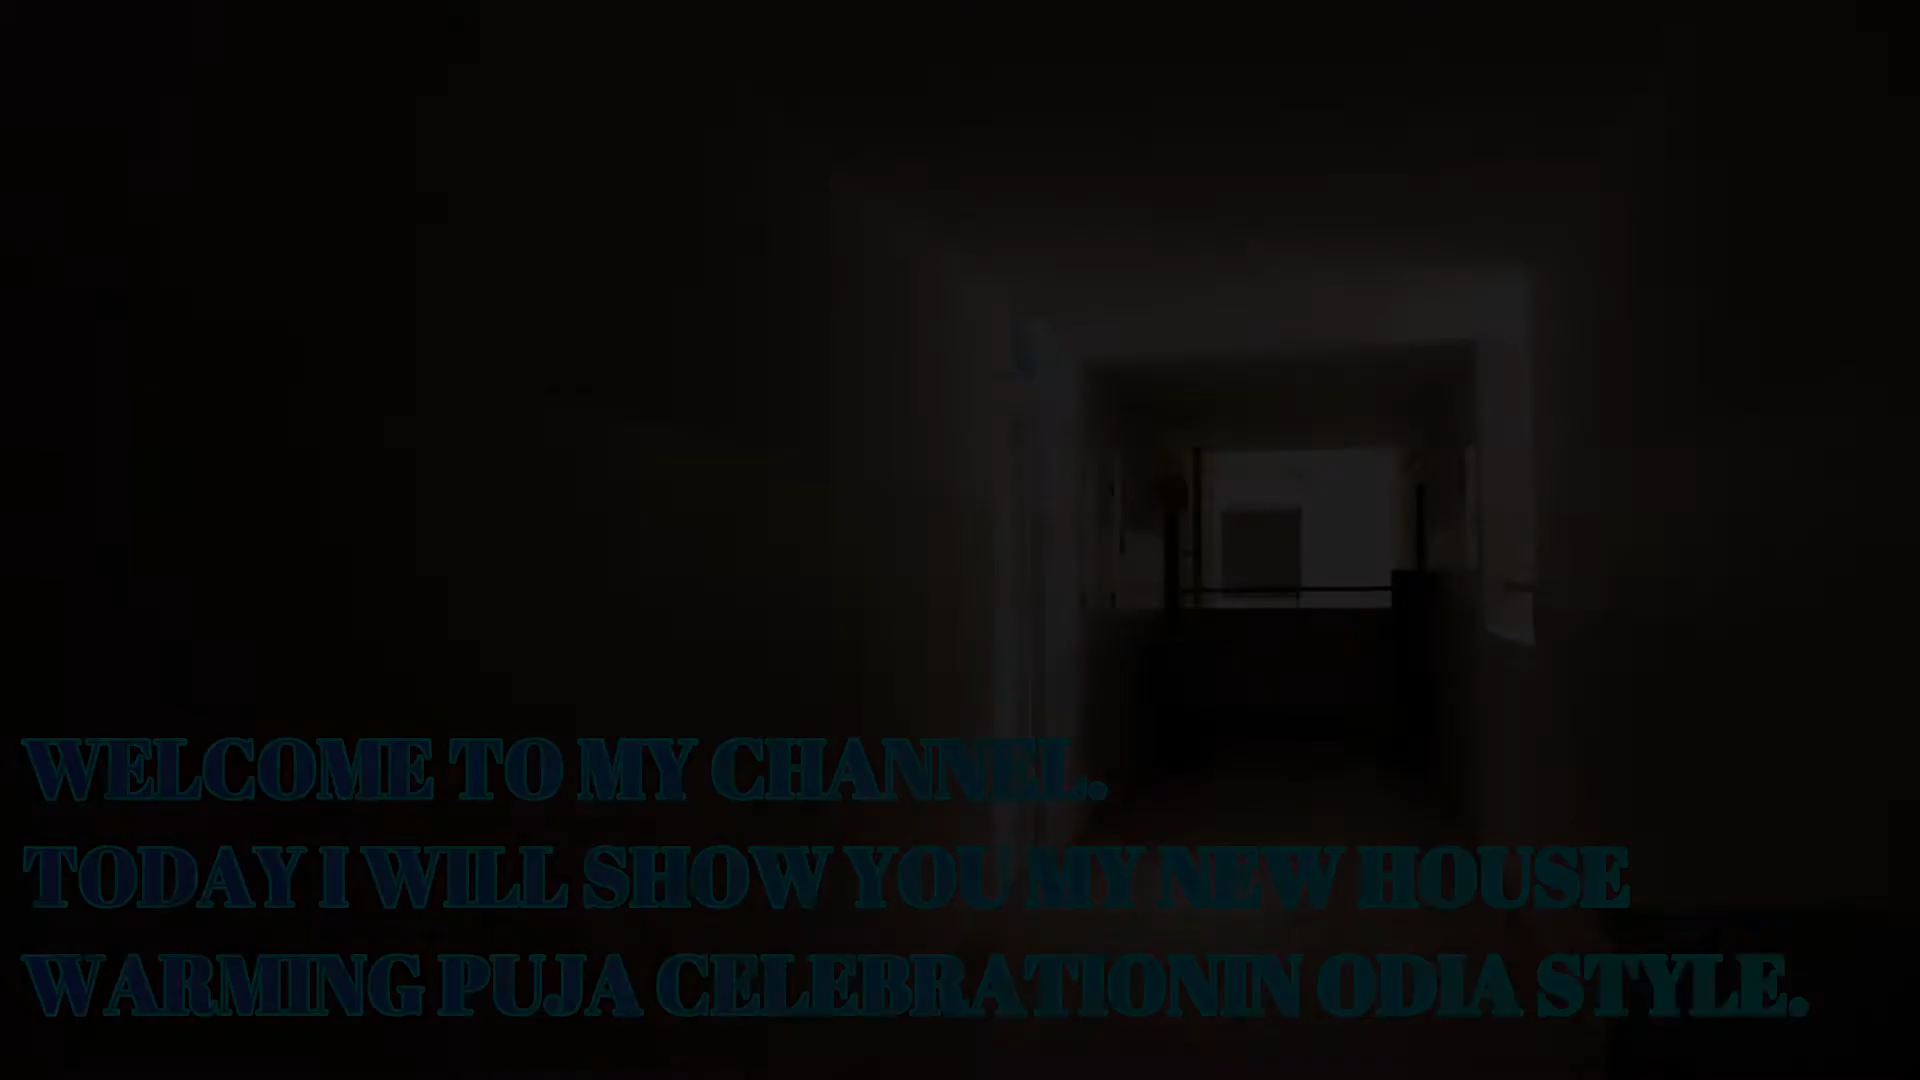 WELCOME TO MY CHANNEL.
TODAY I WILL SHOW YOU MY NEW HOUSE
WARMING PUJA CELEBRATIONIN ODIA STYLE.